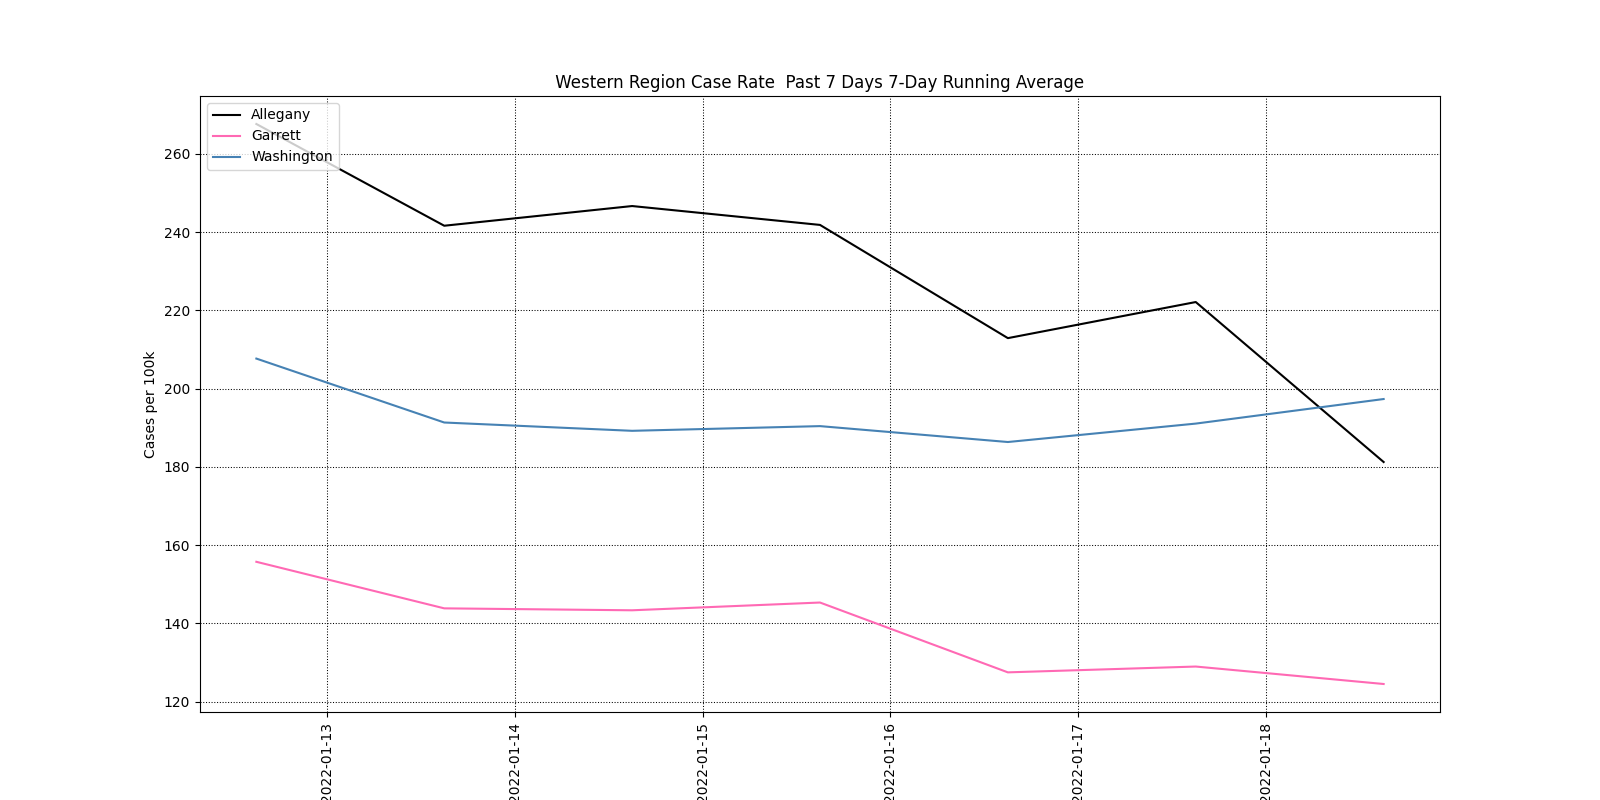 Western Region Case Rate  Past 7 Days 7-Day Running Average
Allegany
Garrett
Washington
Cases per 100k
260
240
220
200
180
160
140
120
2022-01-13
2022-01-14
2022-01-15
2022-01-16
2022-01-17
2022-01-18